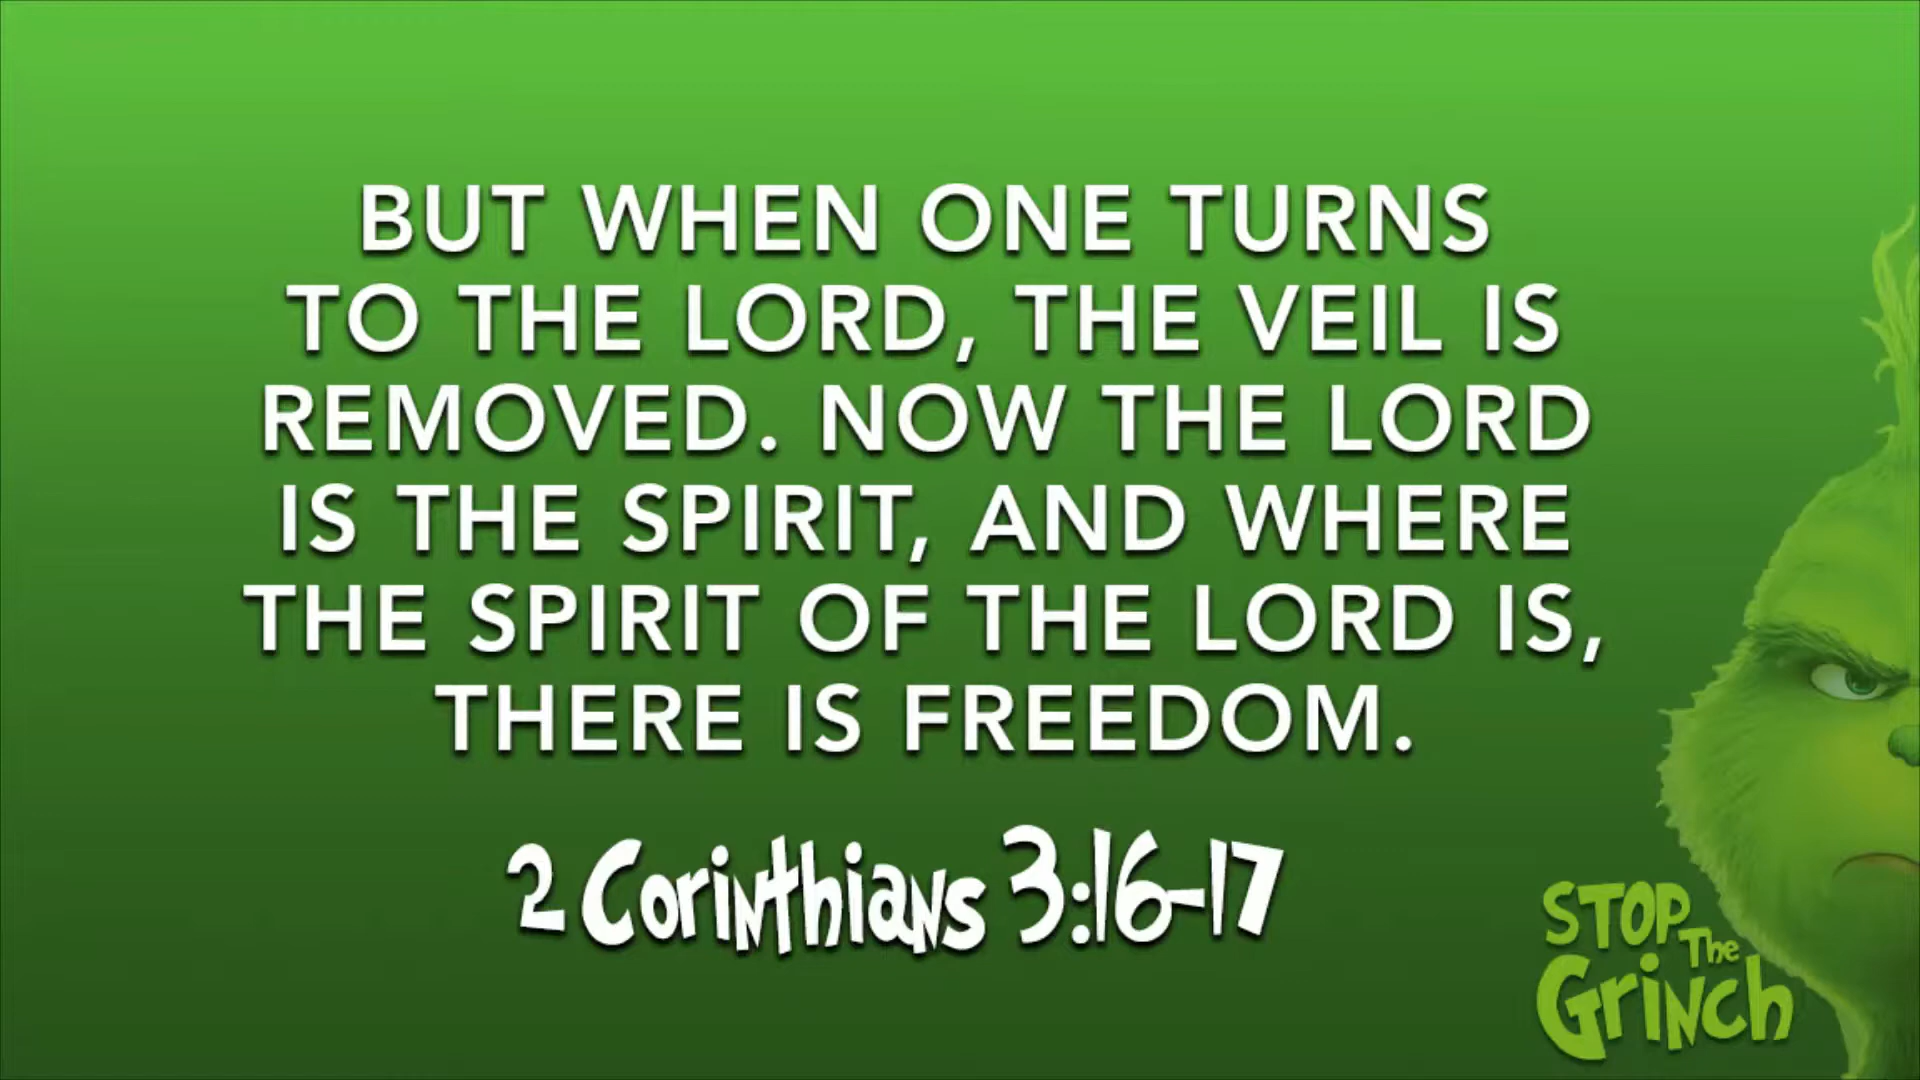 BUT WHEN ONE TURNS
TO THE LORD, THE VEIL IS
REMOVED. NOW THE LORD
IS THE SPIRIT, AND WHERE
THE SPIRIT OF THE LORD IS,
THERE IS FREEDOM.
2 Corinthians 3:16-17
STOP
The
Grinch